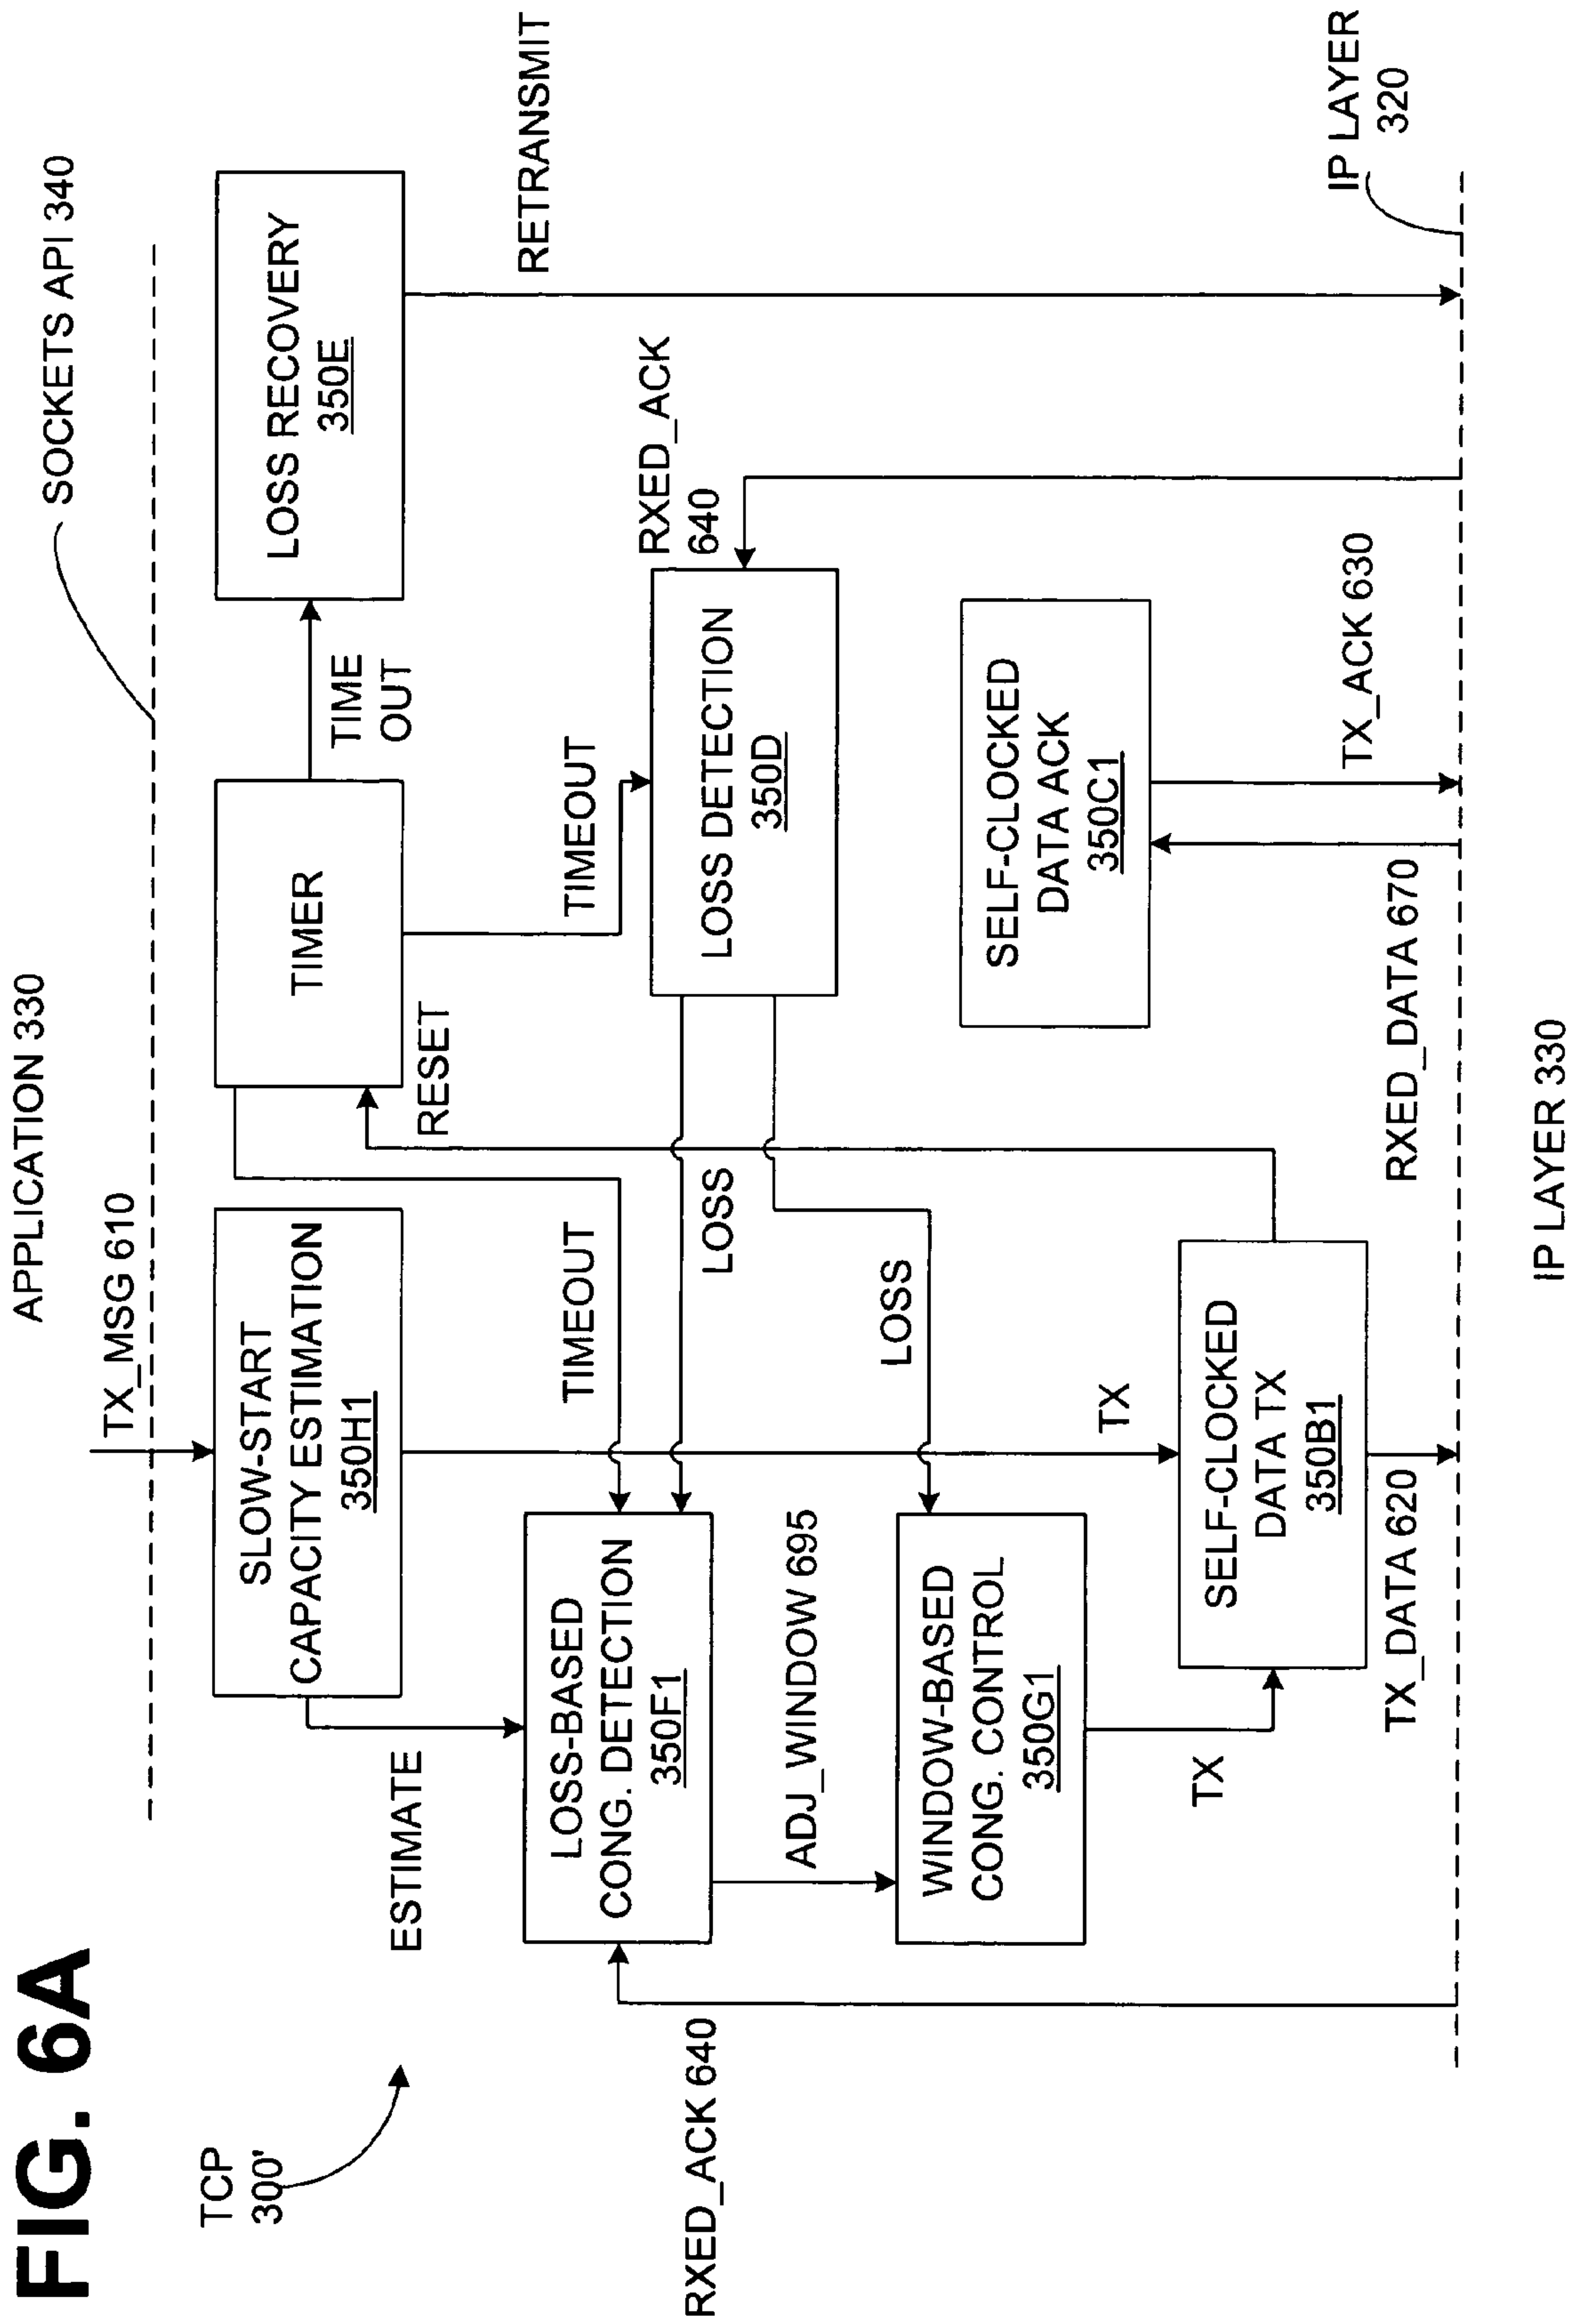 FIG. 6A
APPLICATION 330
SOCKETS API 340
TX_MSG 610
TCP
300'
SLOW-START
CAPACITY ESTIMATION
350H1
TIMER
TIME
OUT
LOSS RECOVERY
350E
ESTIMATE
RESET
RETRANSMIT
TIMEOUT
TIMEOUT
LOSS-BASED
CONG. DETECTION
350F1
LOSS
LOSS DETECTION
350D
RXED_ACK
640
RXED_ACK 640
ADJ_WINDOW 695
LOSS
WINDOW-BASED
CONG. CONTROL
350G1
SELF-CLOCKED
DATA ACK
350C1
TX
TX
SELF-CLOCKED
DATA TX
350B1
TX_ACK 630
IP LAYER
320
TX_DATA 620
RXED_DATA 670
IP LAYER 330